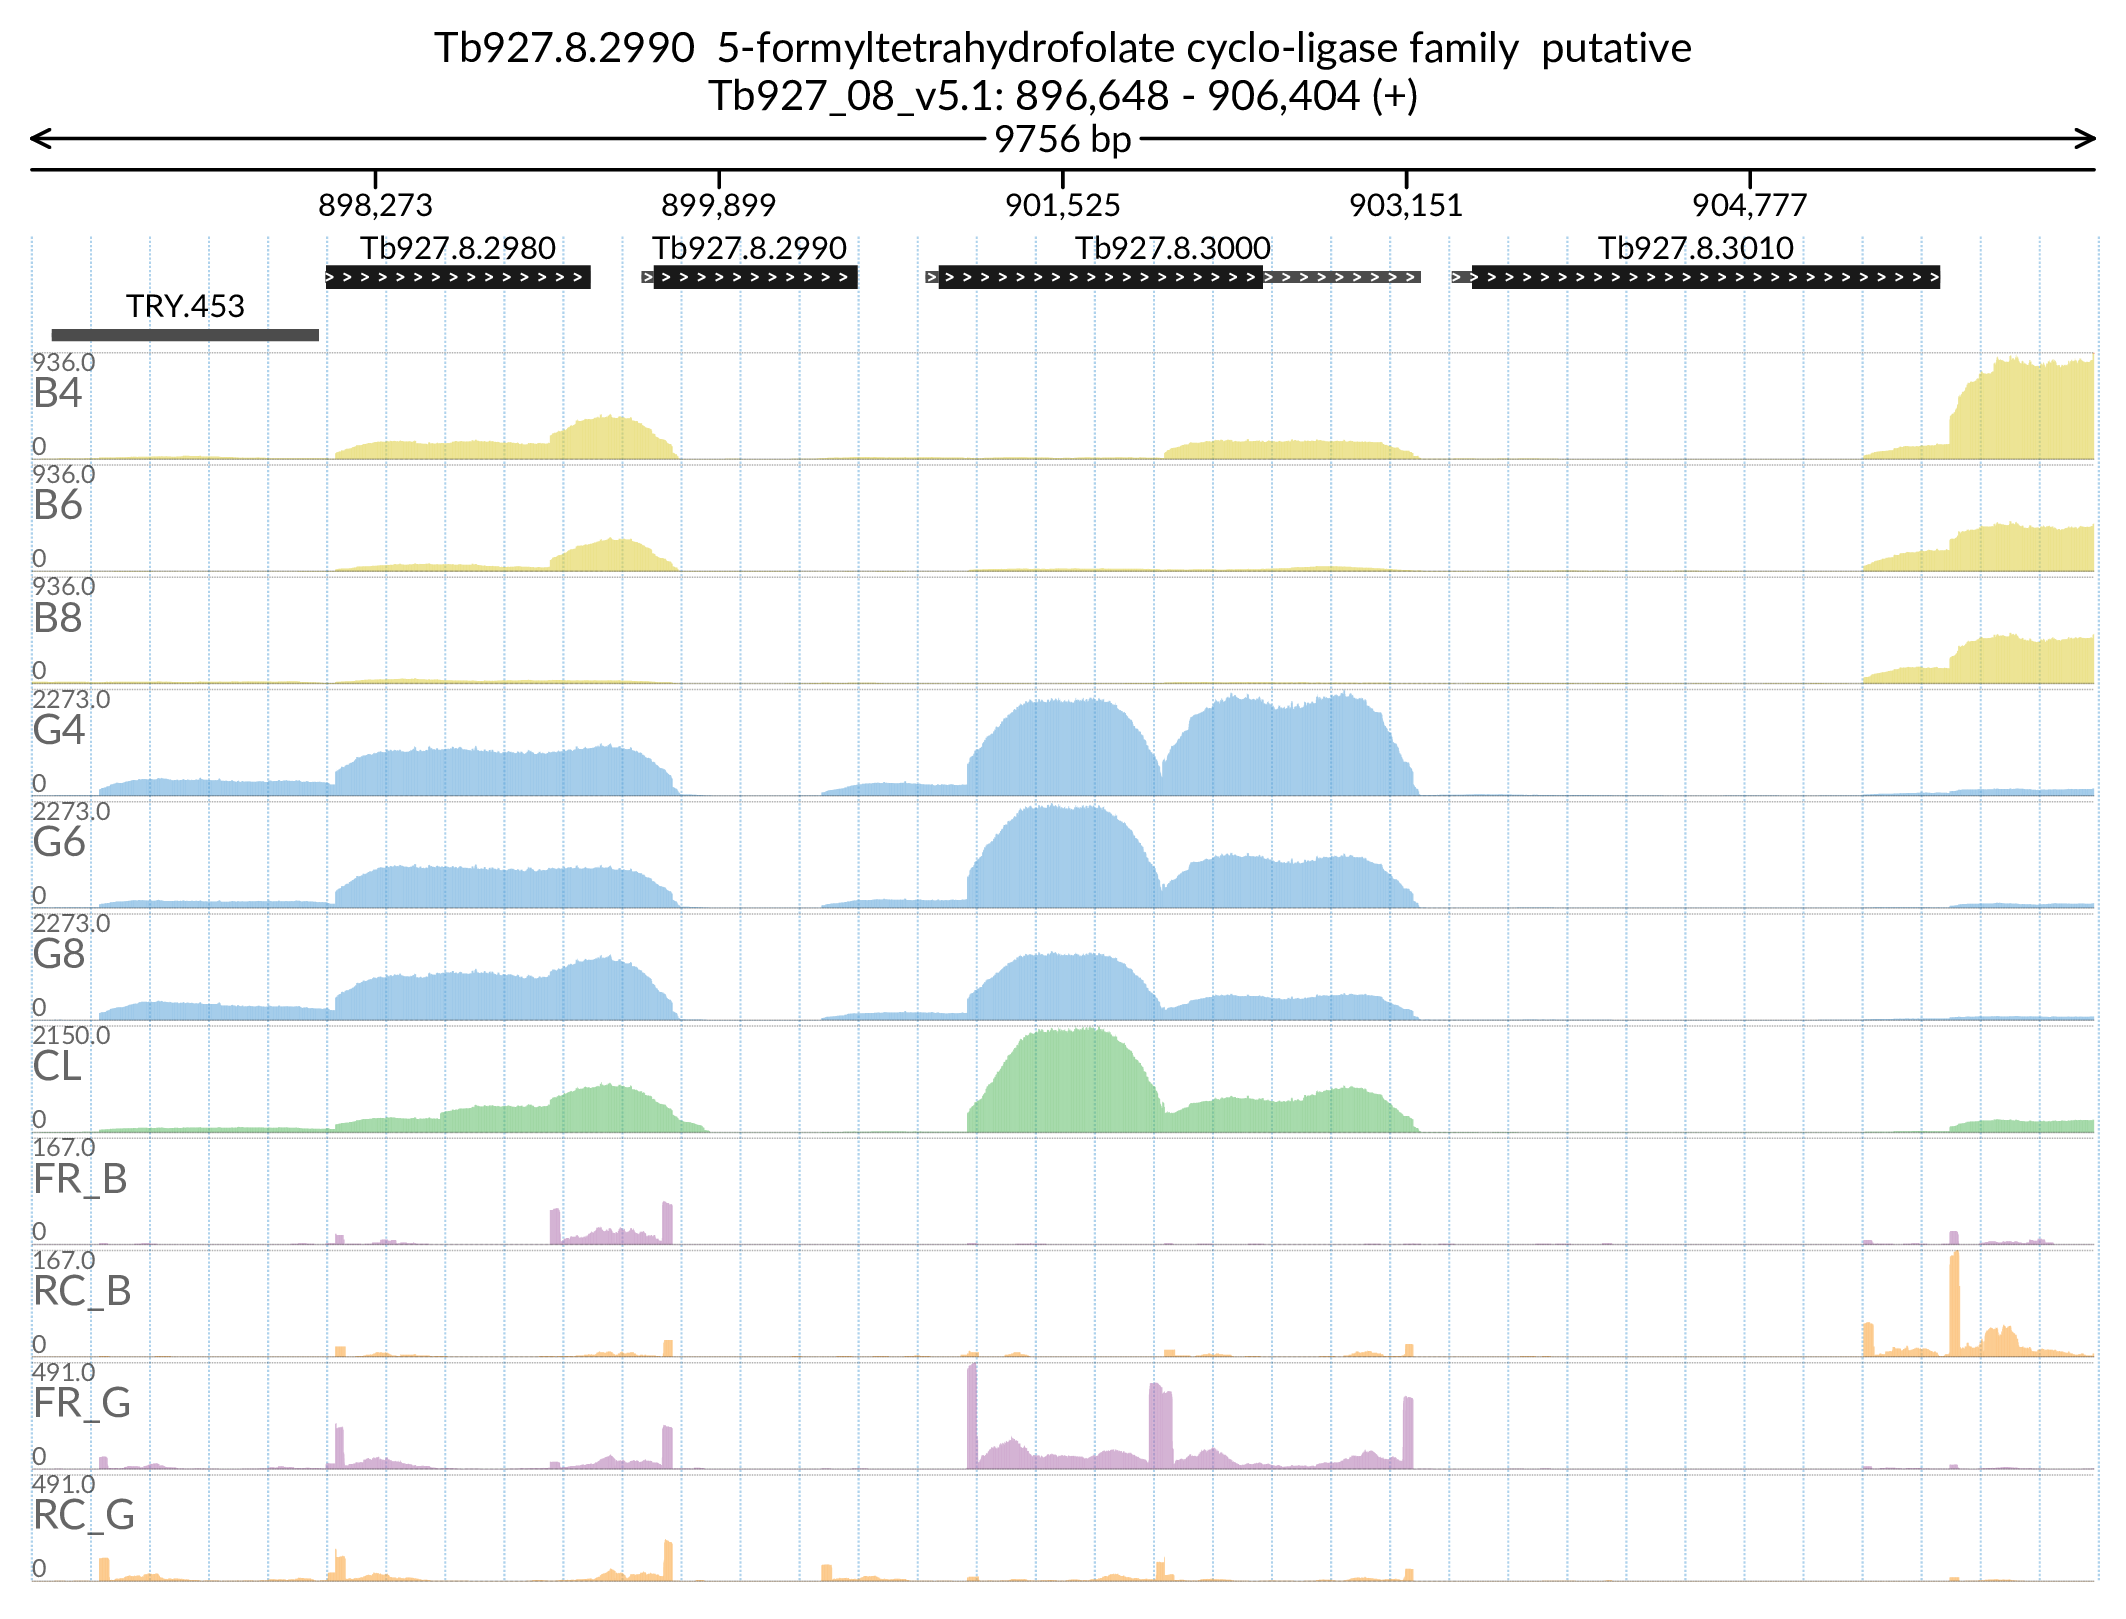 Tb927.8.2990  5-formyltetrahydrofolate cyclo-ligase family  putative
Tb927_08_v5.1: 896,648 - 906,404 (+)
9756 bp
898,273 899,899 901,525 903,151 904,777
Tb927.8.2980 Tb927.8.2990 Tb927.8.3000 Tb927.8.3010
TRY.453
936.0
B4
0
936.0
B6
0
936.0
B8
0
2273.0
G4
0
2273.0
G6
0
2273.0
G8
0
2150.0
CL
0
167.0
FR_B
0
167.0
RC_B
0
491.0
FR_G
0
491.0
RC_G
0